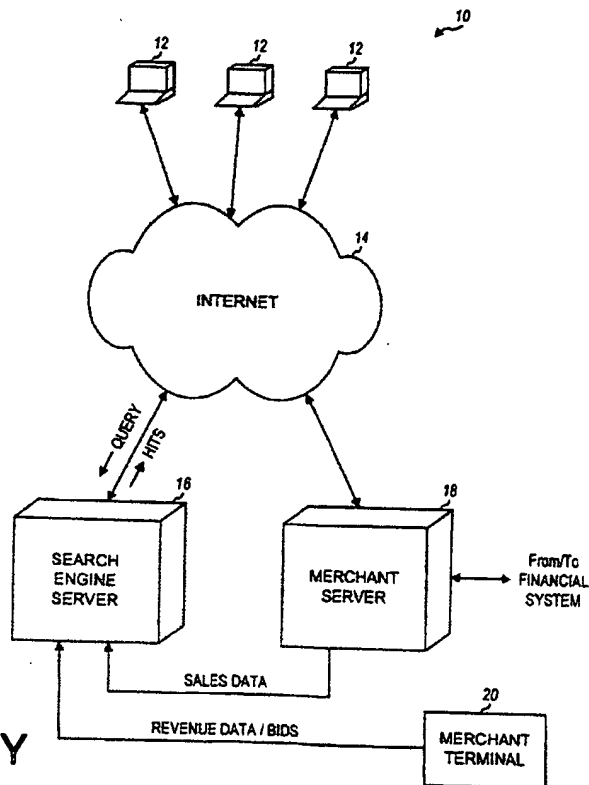 10
12
12
12
14
INTERNET
QUERY
HITS
16
18
SEARCH
ENGINE
SERVER
MERCHANT
SERVER
From/To
FINANCIAL
SYSTEM
SALES DATA
REVENUE DATA / BIDS
20
MERCHANT
TERMINAL
Y